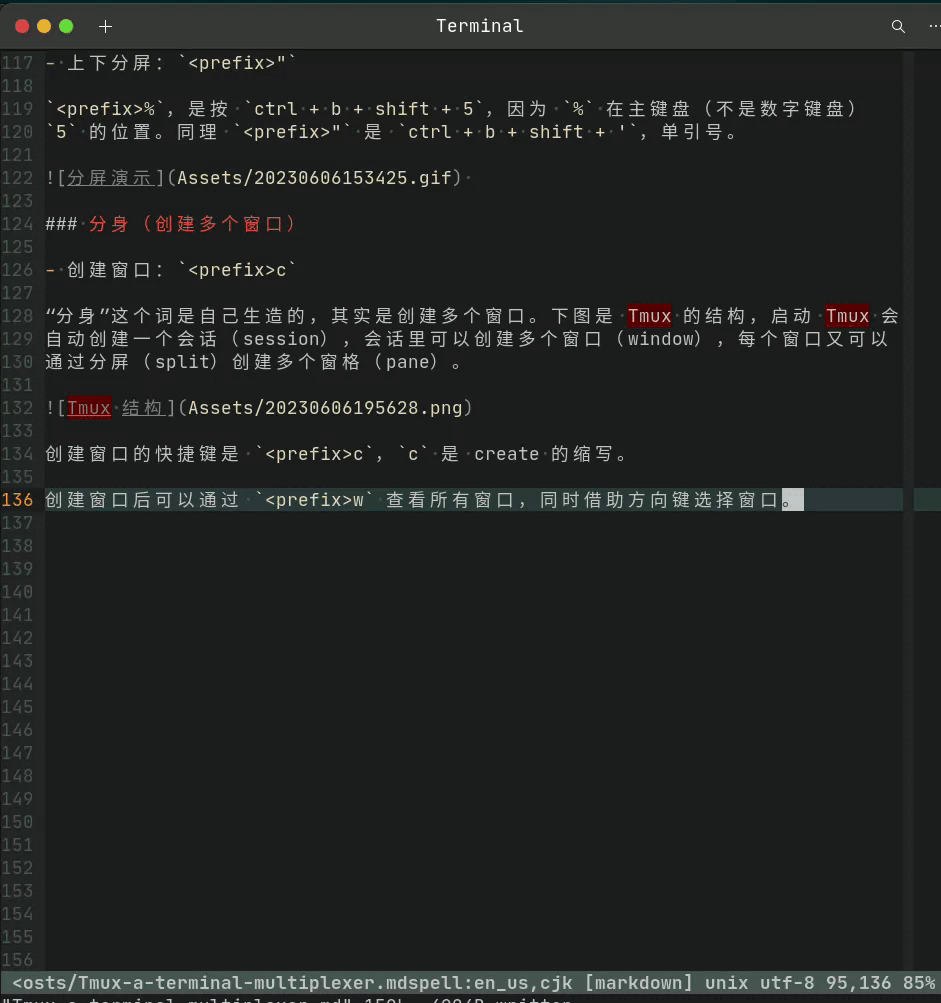 Terminal
117 - 上下分屏：`<prefix>"`
118
119 `<prefix>%`，是按 `ctrl + b + shift + 5`，因为 `%` 在主键盘（不是数字键盘）
120 `5` 的位置。同理 `<prefix>"` 是 `ctrl + b + shift + '`，单引号。
121
122 ![分屏演示](Assets/20230606153425.gif)
123
124 ### 分身（创建多个窗口）
125
126 - 创建窗口：`<prefix>c`
127
128 “分身”这个词是自己生造的，其实是创建多个窗口。下图是 Tmux 的结构，启动 Tmux 会
129 自动创建一个会话（session），会话里可以创建多个窗口（window），每个窗口又可以
130 通过分屏（split）创建多个窗格（pane）。
131
132 ![Tmux 结构](Assets/20230606195628.png)
133
134 创建窗口的快捷键是 `<prefix>c`，`c` 是 create 的缩写。
135
136 创建窗口后可以通过 `<prefix>w` 查看所有窗口，同时借助方向键选择窗口。
137
138
139
140
141
142
143
144
145
146
147
148
149
150
151
152
153
154
155
156
<osts/Tmux-a-terminal-multiplexer.mdspell:en_us,cjk [markdown] unix utf-8 95,136 85%